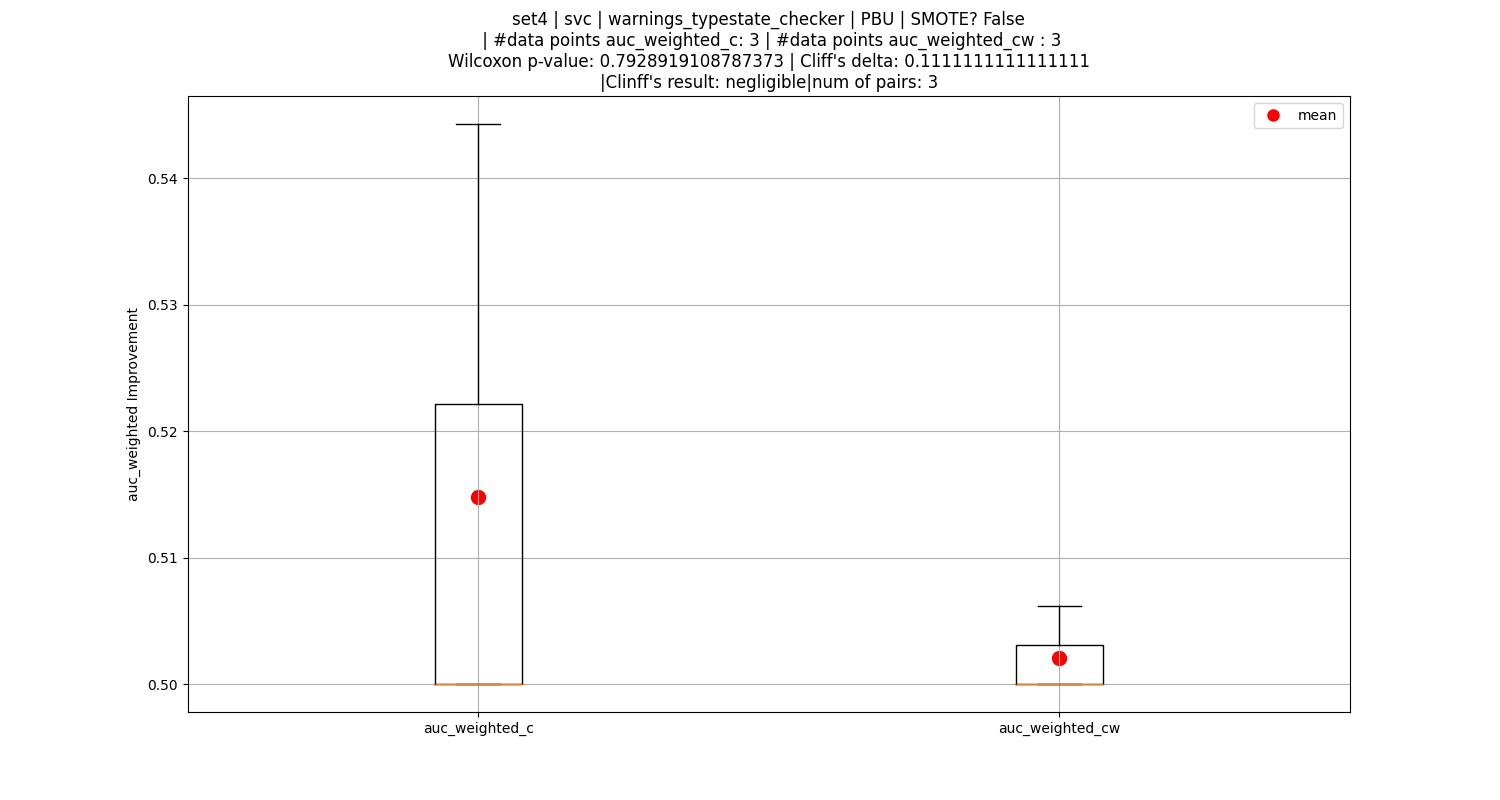 set4 | svc | warnings_typestate_checker | PBU | SMOTE? False
| #data points auc_weighted_c: 3 | #data points auc_weighted_cw : 3
Wilcoxon p-value: 0.7928919108787373 | Cliff's delta: 0.1111111111111111
|Clinff's result: negligible|num of pairs: 3
mean
auc_weighted Improvement
0.54
0.53
0.52
0.51
0.50
auc_weighted_c
auc_weighted_cw